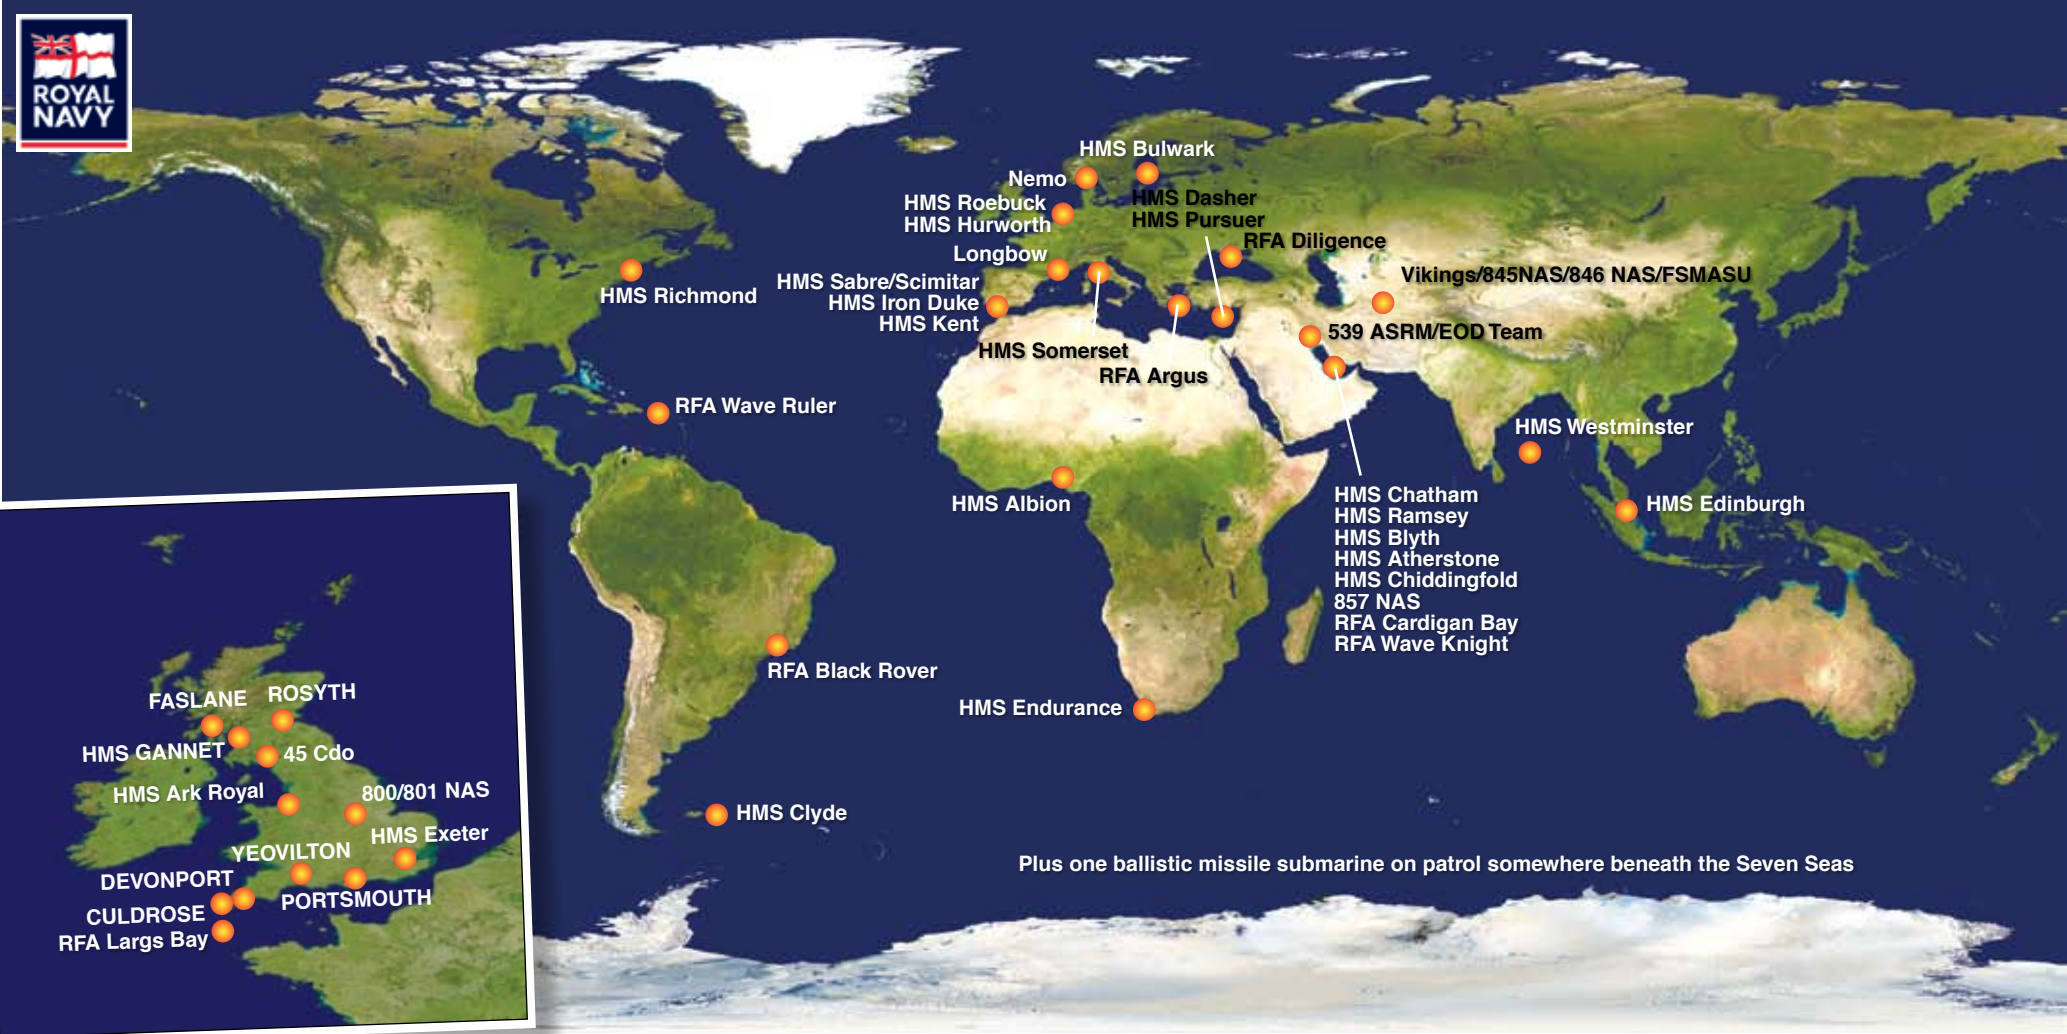 ROYAL
NAVY
HMS Bulwark
Nemo
HMS Dasher
HMS Pursuer
HMS Roebuck
HMS Hurworth
RFA Diligence
Longbow
Vikings/845NAS/846 NAS/FSMASU
HMS Sabre/Scimitar
HMS Iron Duke
HMS Kent
HMS Richmond
539 ASRM/EOD Team
HMS Somerset
RFA Argus
RFA Wave Ruler
HMS Westminster
HMS Albion
HMS Edinburgh
HMS Chatham
HMS Ramsey
HMS Blyth
HMS Atherstone
HMS Chiddingfold
857 NAS
RFA Cardigan Bay
RFA Wave Knight
RFA Black Rover
HMS Endurance
HMS Clyde
Plus one ballistic missile submarine on patrol somewhere beneath the Seven Seas
FASLANE
ROSYTH
HMS GANNET
45 Cdo
HMS Ark Royal
800/801 NAS
HMS Exeter
YEOVILTON
DEVONPORT
PORTSMOUTH
CULDROSE
RFA Largs Bay